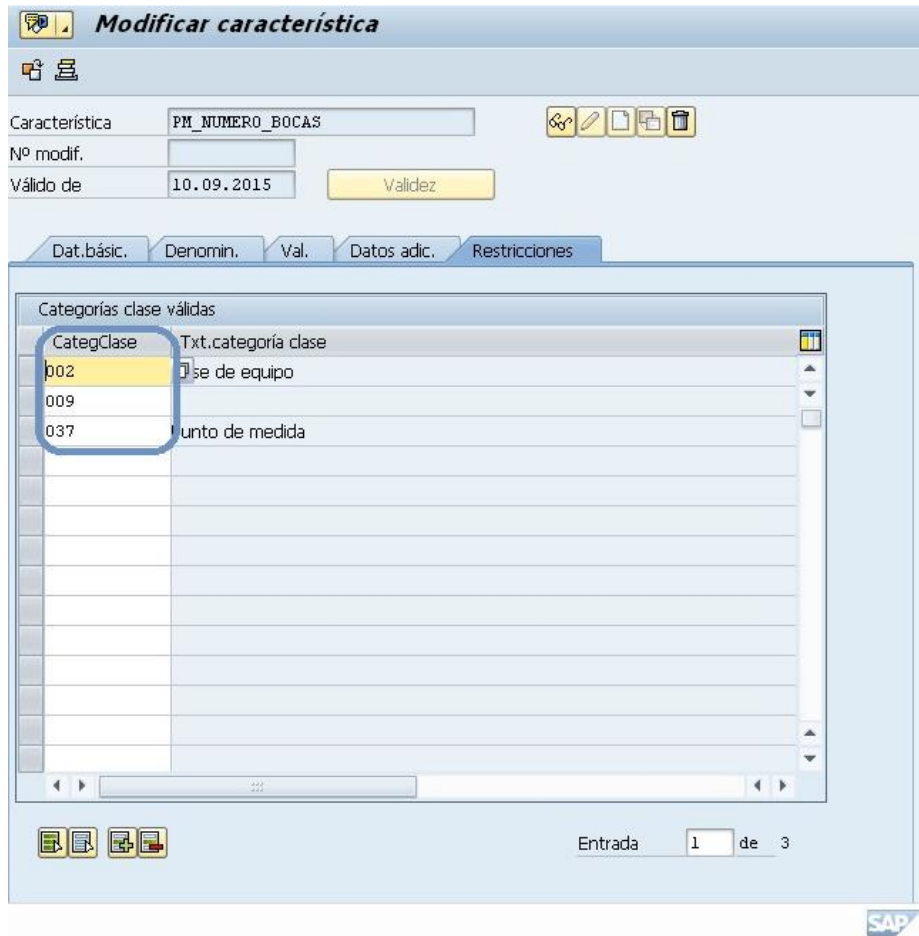 Modificar característica
Característica PM_NUMERO_BOCAS
Nº modif.
Válido de 10.09.2015 Validez
Dat.básic. Denomin. Val. Datos adic. Restricciones
Categorías clase válidas
CategClase Txt.categoría clase
002 se de equipo
009
037 unto de medida
Entrada 1 de 3
SAP